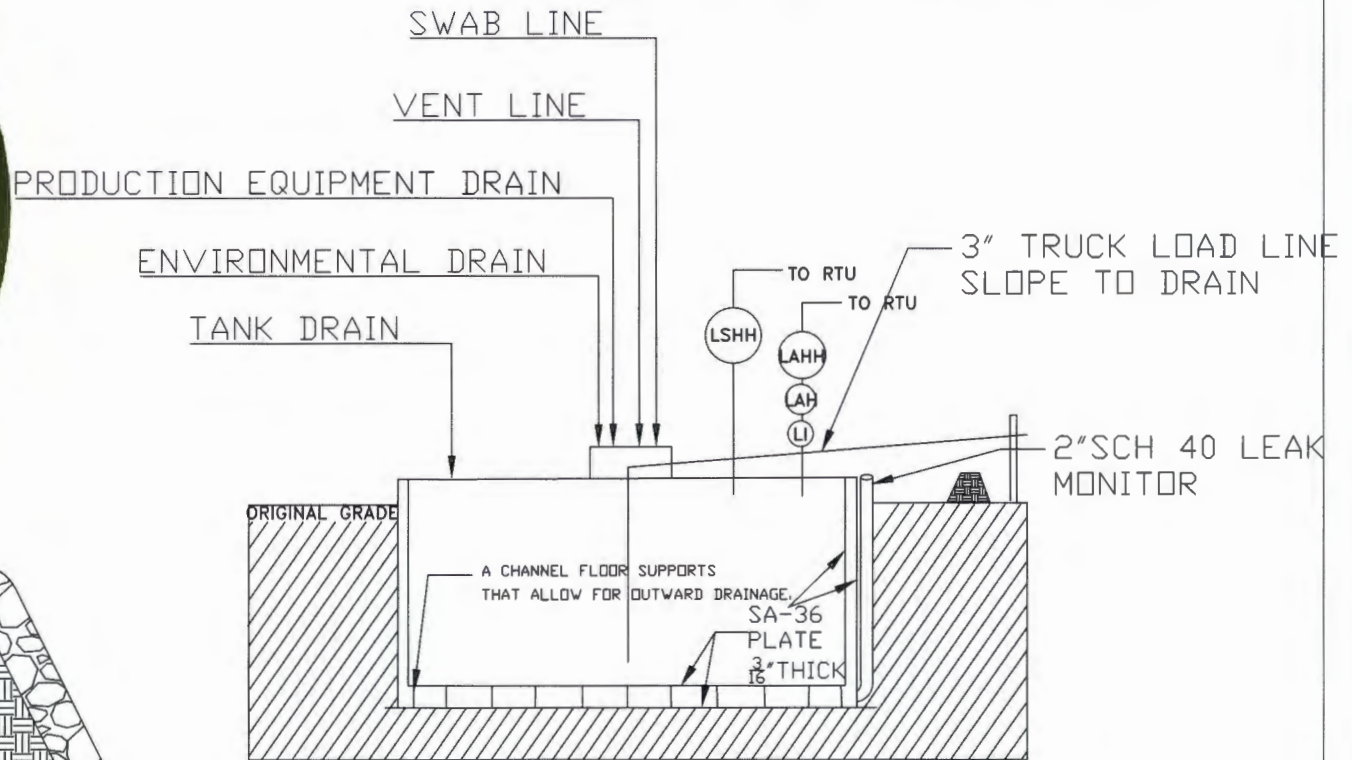 SWAB LINE
VENT LINE
PRODUCTION EQUIPMENT DRAIN
ENVIRONMENTAL DRAIN
TANK DRAIN
TO RTU
TO RTU
3" TRUCK LOAD LINE
SLOPE TO DRAIN
LSHH
LAHH
LAH
LI
2"SCH 40 LEAK
MONITOR
ORIGINAL GRADE
A CHANNEL FLOOR SUPPORTS
THAT ALLOW FOR OUTWARD DRAINAGE.
SA-36
PLATE
3/16"THICK